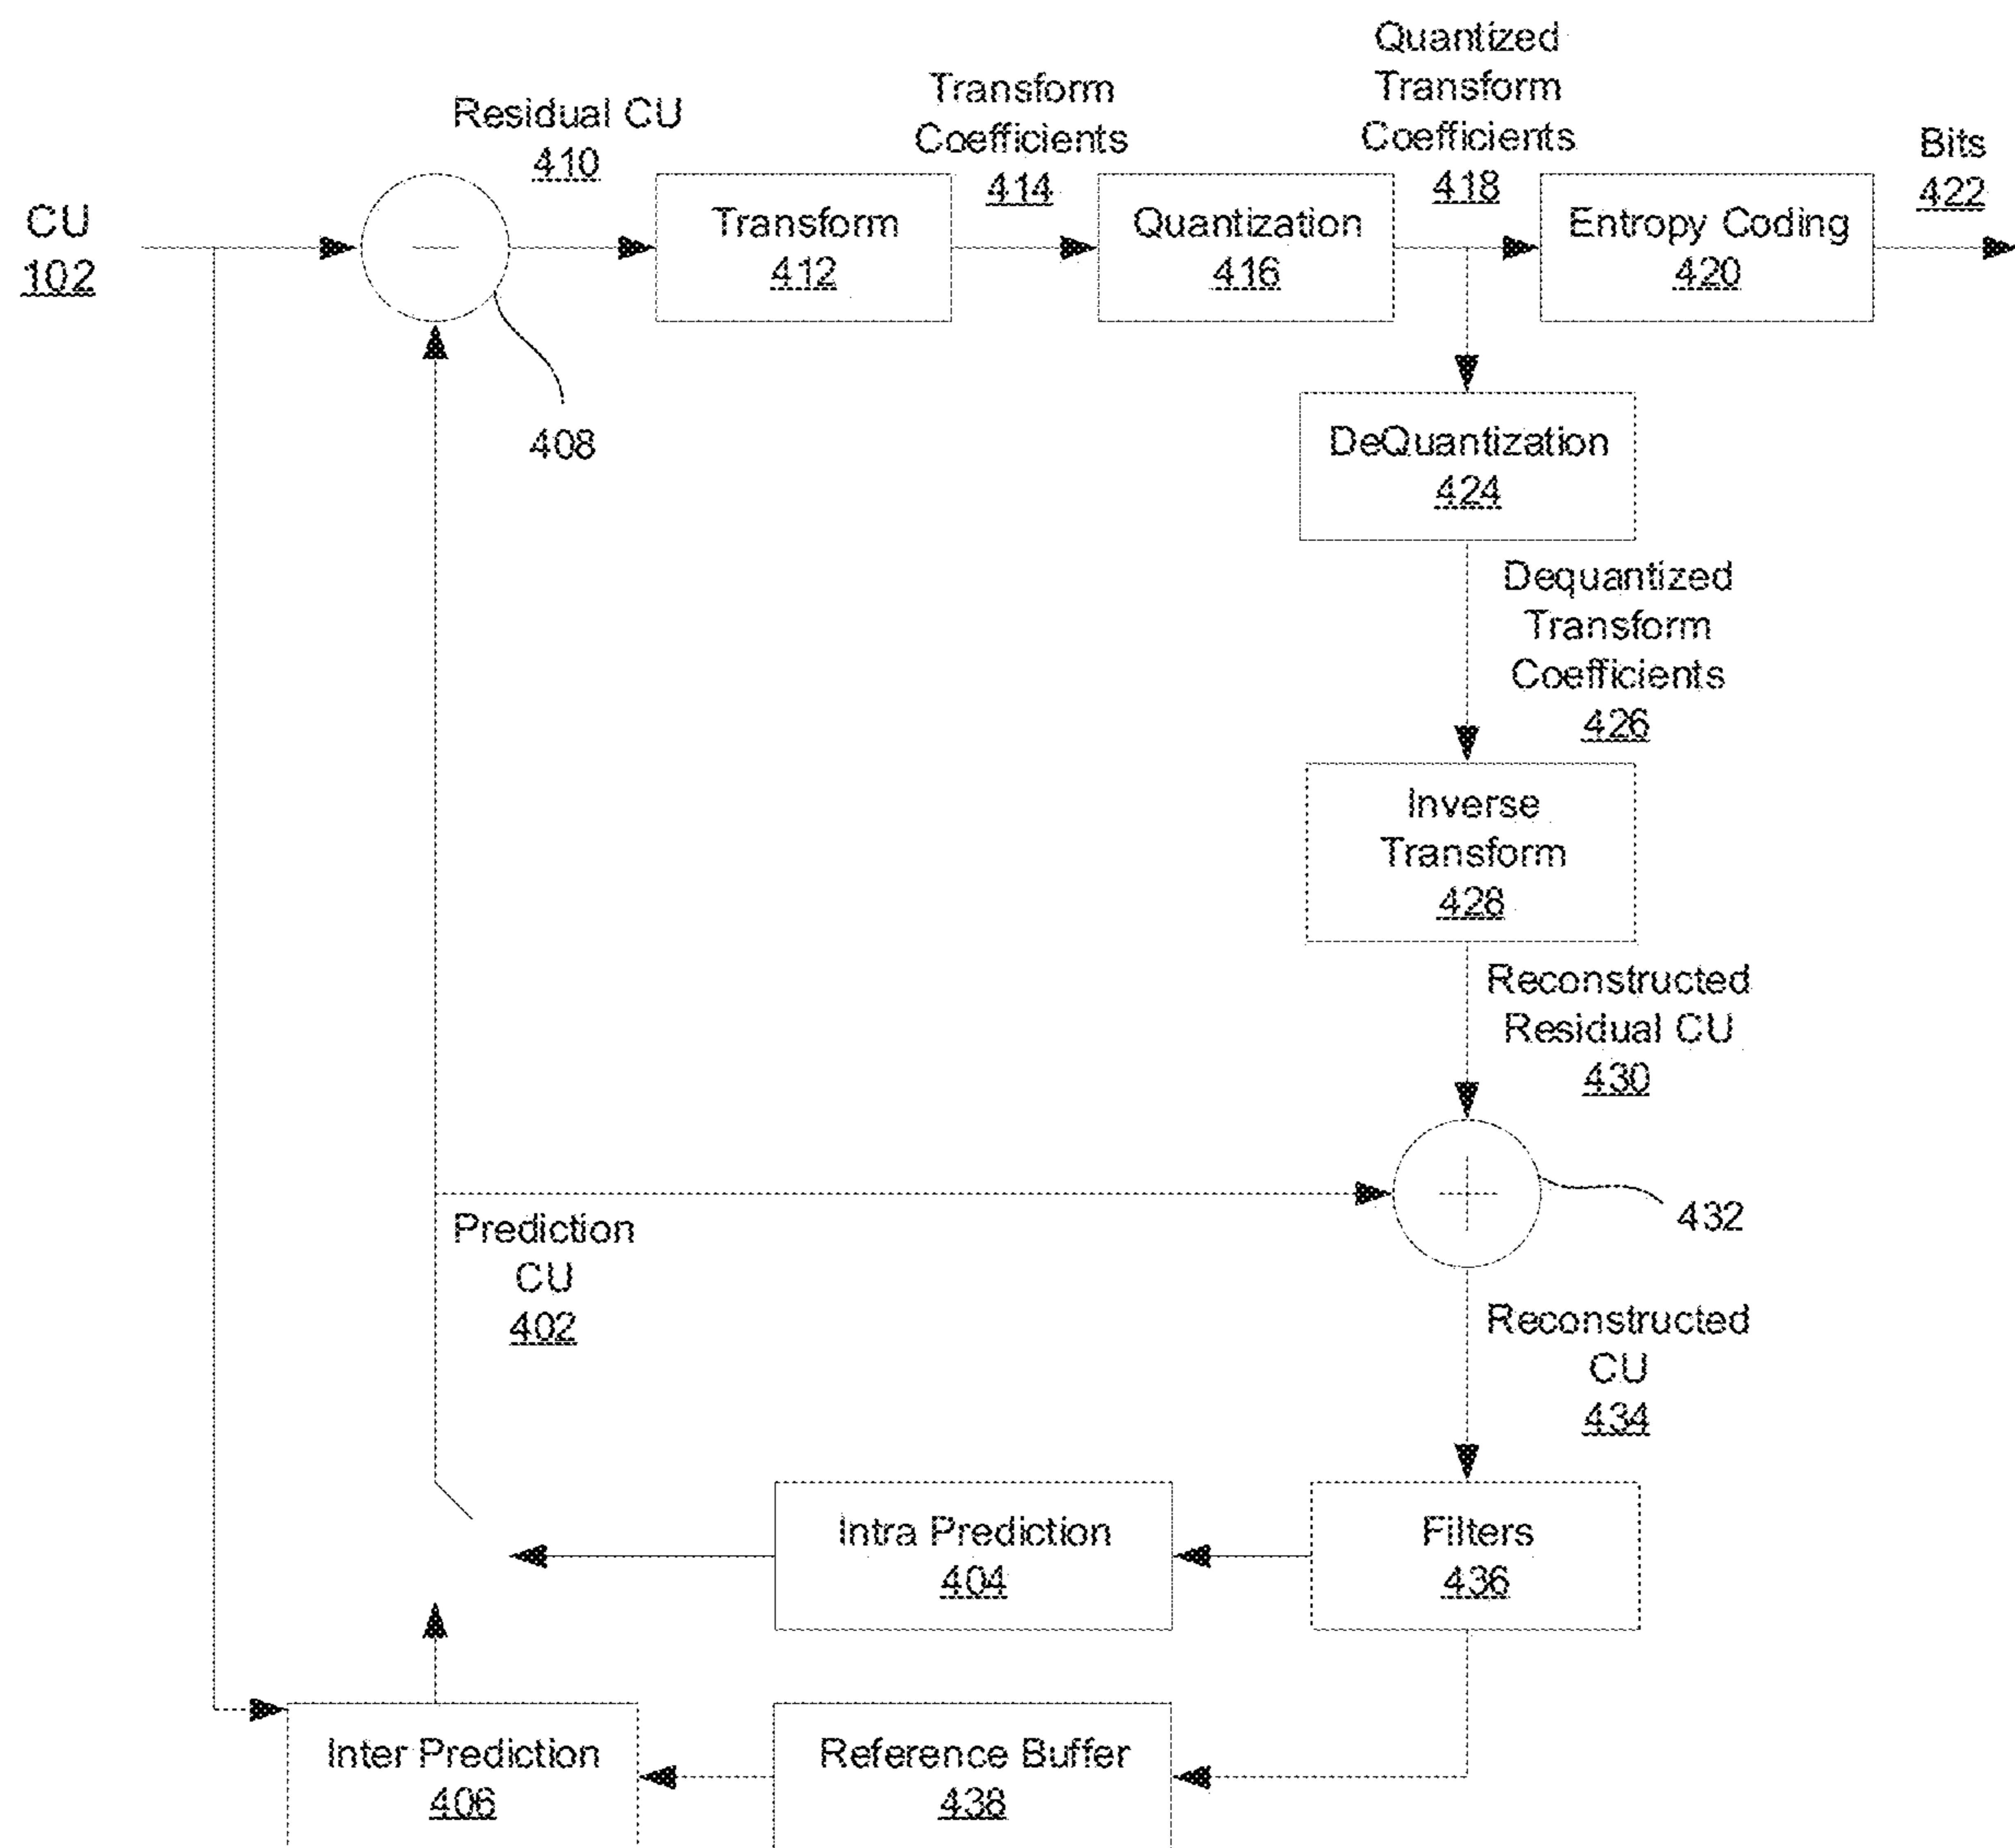 CU
102
Residual CU
410
Transform
412
Transform
Coefficients
414
Quantization
416
Quantized
Transform
Coefficients
418
Entropy Coding
420
Bits
422
408
DeQuantization
424
Dequantized
Transform
Coefficients
426
Inverse
Transform
428
Reconstructed
Residual CU
430
432
Prediction
CU
402
Reconstructed
CU
434
Intra Prediction
404
Filters
436
Inter Prediction
406
Reference Buffer
438